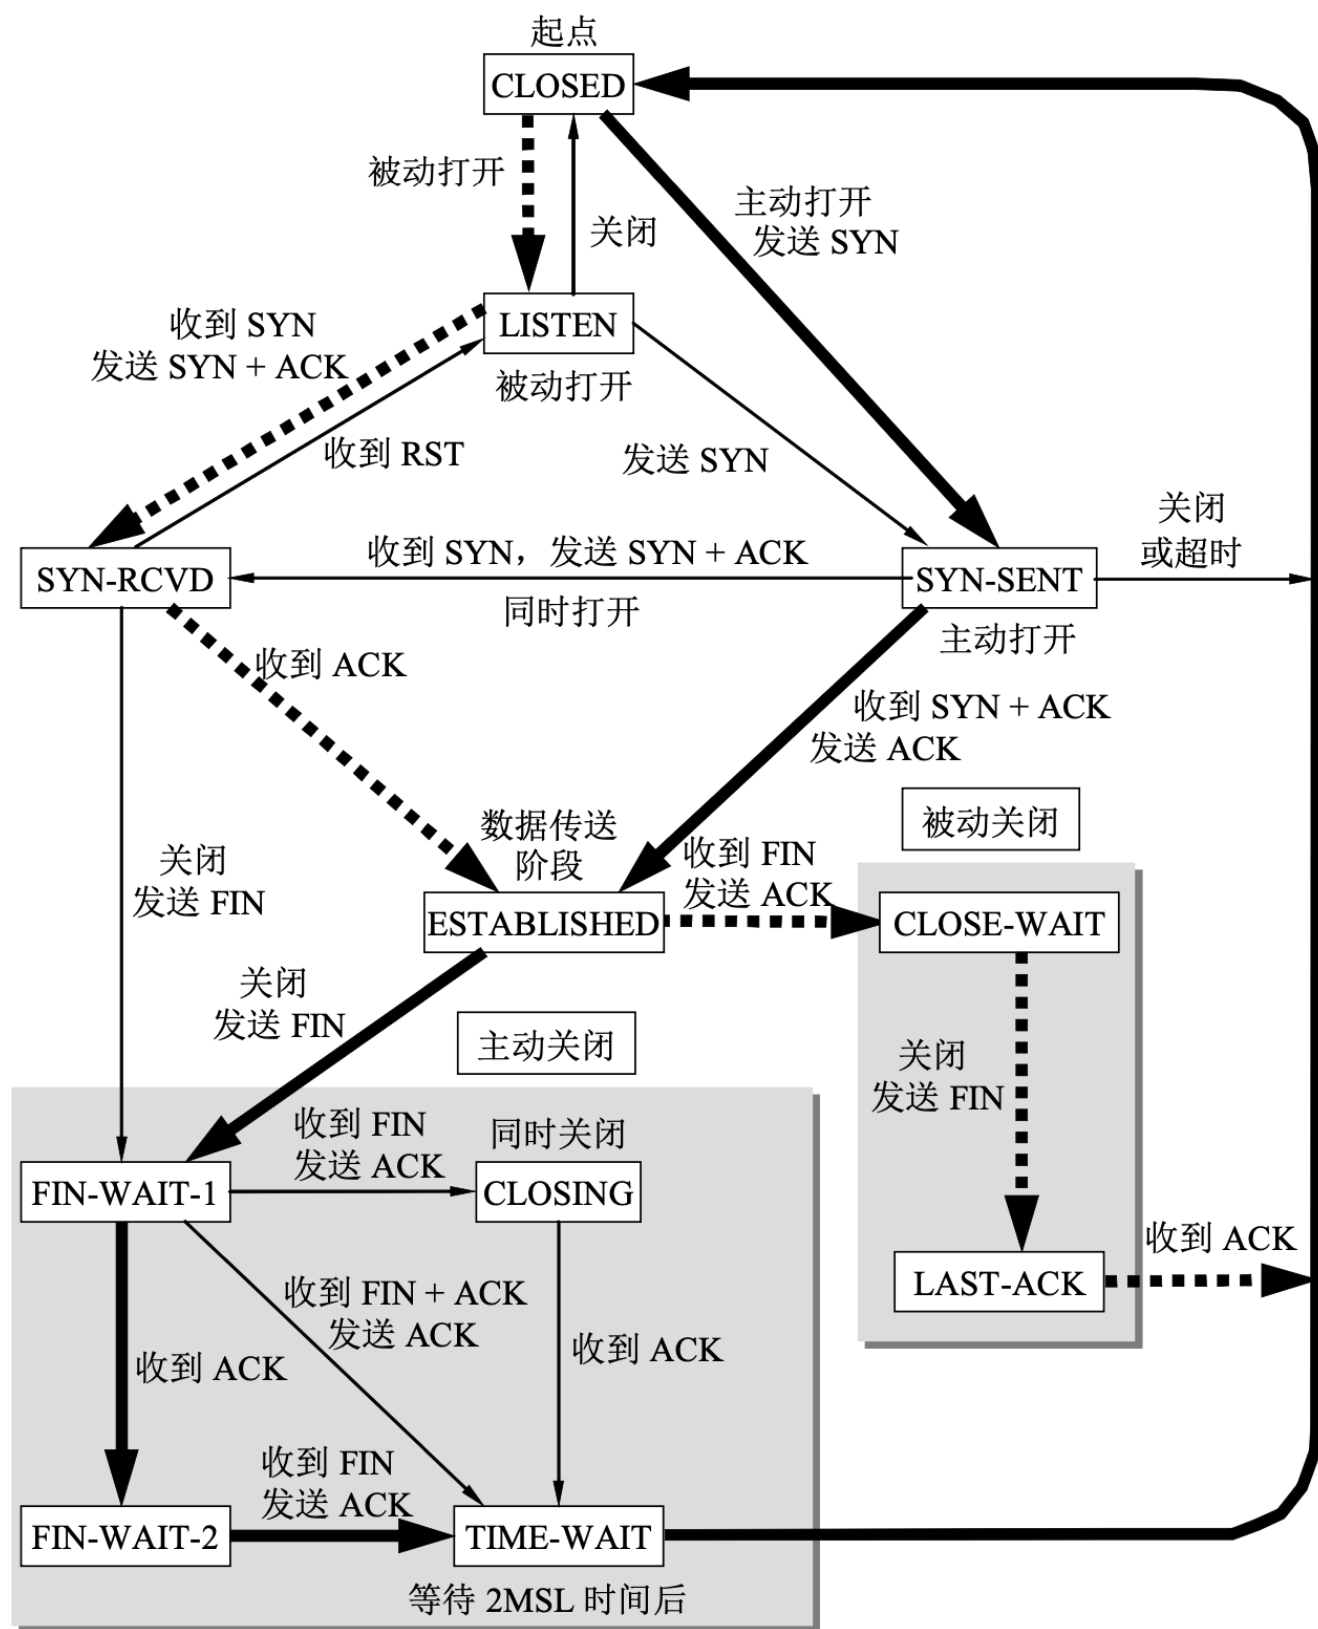 起点
CLOSED
被动打开
关闭
主动打开
发送 SYN
收到 SYN
发送 SYN + ACK
LISTEN
被动打开
收到 RST
发送 SYN
关闭
或超时
收到 SYN，发送 SYN + ACK
SYN-RCVD
SYN-SENT
同时打开
主动打开
收到 ACK
收到 SYN + ACK
发送 ACK
数据传送
阶段
被动关闭
收到 FIN
发送 ACK
关闭
发送 FIN
ESTABLISHED
CLOSE-WAIT
关闭
发送 FIN
主动关闭
关闭
发送 FIN
收到 FIN
发送 ACK
同时关闭
FIN-WAIT-1
CLOSING
收到 ACK
LAST-ACK
收到 FIN + ACK
发送 ACK
收到 ACK
收到 ACK
收到 FIN
发送 ACK
FIN-WAIT-2
TIME-WAIT
等待 2MSL 时间后